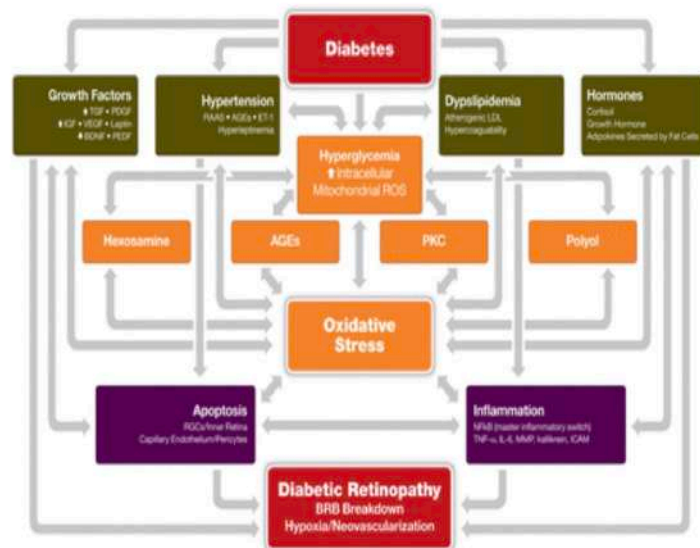 Diabetes
Growth Factors
⬆ TGF • PDGF
⬆ IGF • VEGF • Leptin
⬆ BDNF • PEDF
Hypertension
RAAS • AGEs • ET-1
Hyperleptinemia
Dypslipidemia
Atherogenic LDL
Hypercoaguability
Hormones
Cortisol
Growth Hormone
Adipokines Secreted by Fat Cells
Hyperglycemia
⬆ Intracellular
Mitochondrial ROS
Hexosamine
AGEs
PKC
Polyol
Oxidative
Stress
Apoptosis
RGCs/Inner Retina
Capillary Endothelium/Pericytes
Inflammation
NFkB (master inflammatory switch)
TNF-α, IL-6, MMP, kallikrein, ICAM
Diabetic Retinopathy
BRB Breakdown
Hypoxia/Neovascularization